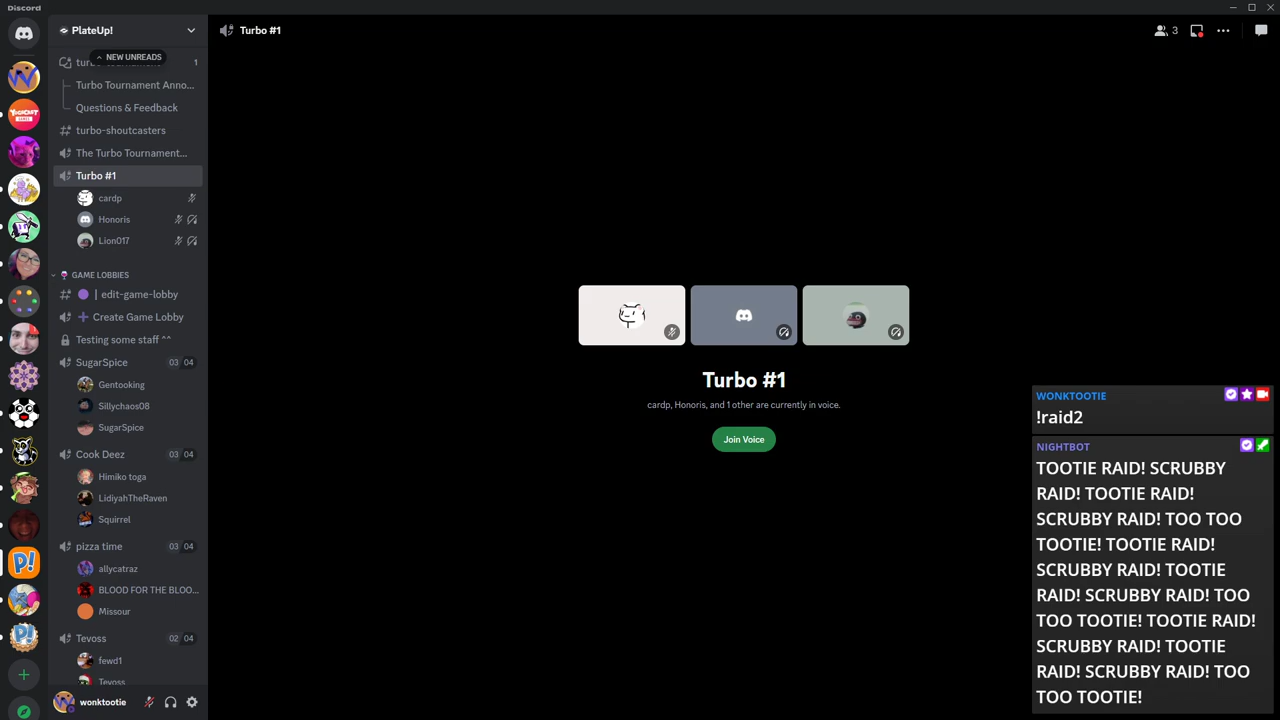 Discord
PlateUp!
NEW UNREADS
1
Turbo Tournament Anno...
Questions & Feedback
turbo-shoutcasters
The Turbo Tournament...
Turbo #1
cardp
Honoris
Lion017
GAME LOBBIES
| edit-game-lobby
Create Game Lobby
Testing some staff ^^
SugarSpice 03 04
Gentooking
Sillychaos08
SugarSpice
Cook Deez 03 04
Himiko toga
LidiyahTheRaven
Squirrel
pizza time 03 04
allycatraz
BLOOD FOR THE BLOO...
Missour
Tevoss 02 04
fewd1
Tevoss
wonktootie
Turbo #1
3
Turbo #1
cardp, Honoris, and 1 other are currently in voice.
Join Voice
WONKTOOTIE
!raid2
NIGHTBOT
TOOTIE RAID! SCRUBBY
RAID! TOOTIE RAID!
SCRUBBY RAID! TOO TOO
TOOTIE! TOOTIE RAID!
SCRUBBY RAID! TOOTIE
RAID! SCRUBBY RAID! TOO
TOO TOOTIE! TOOTIE RAID!
SCRUBBY RAID! TOOTIE
RAID! SCRUBBY RAID! TOO
TOO TOOTIE!